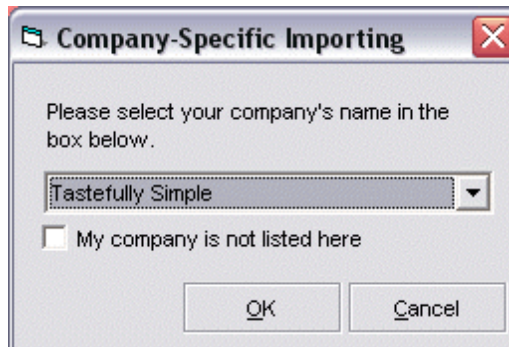 Company-Specific Importing
Please select your company's name in the
box below.
Tastefully Simple
My company is not listed here
OK
Cancel